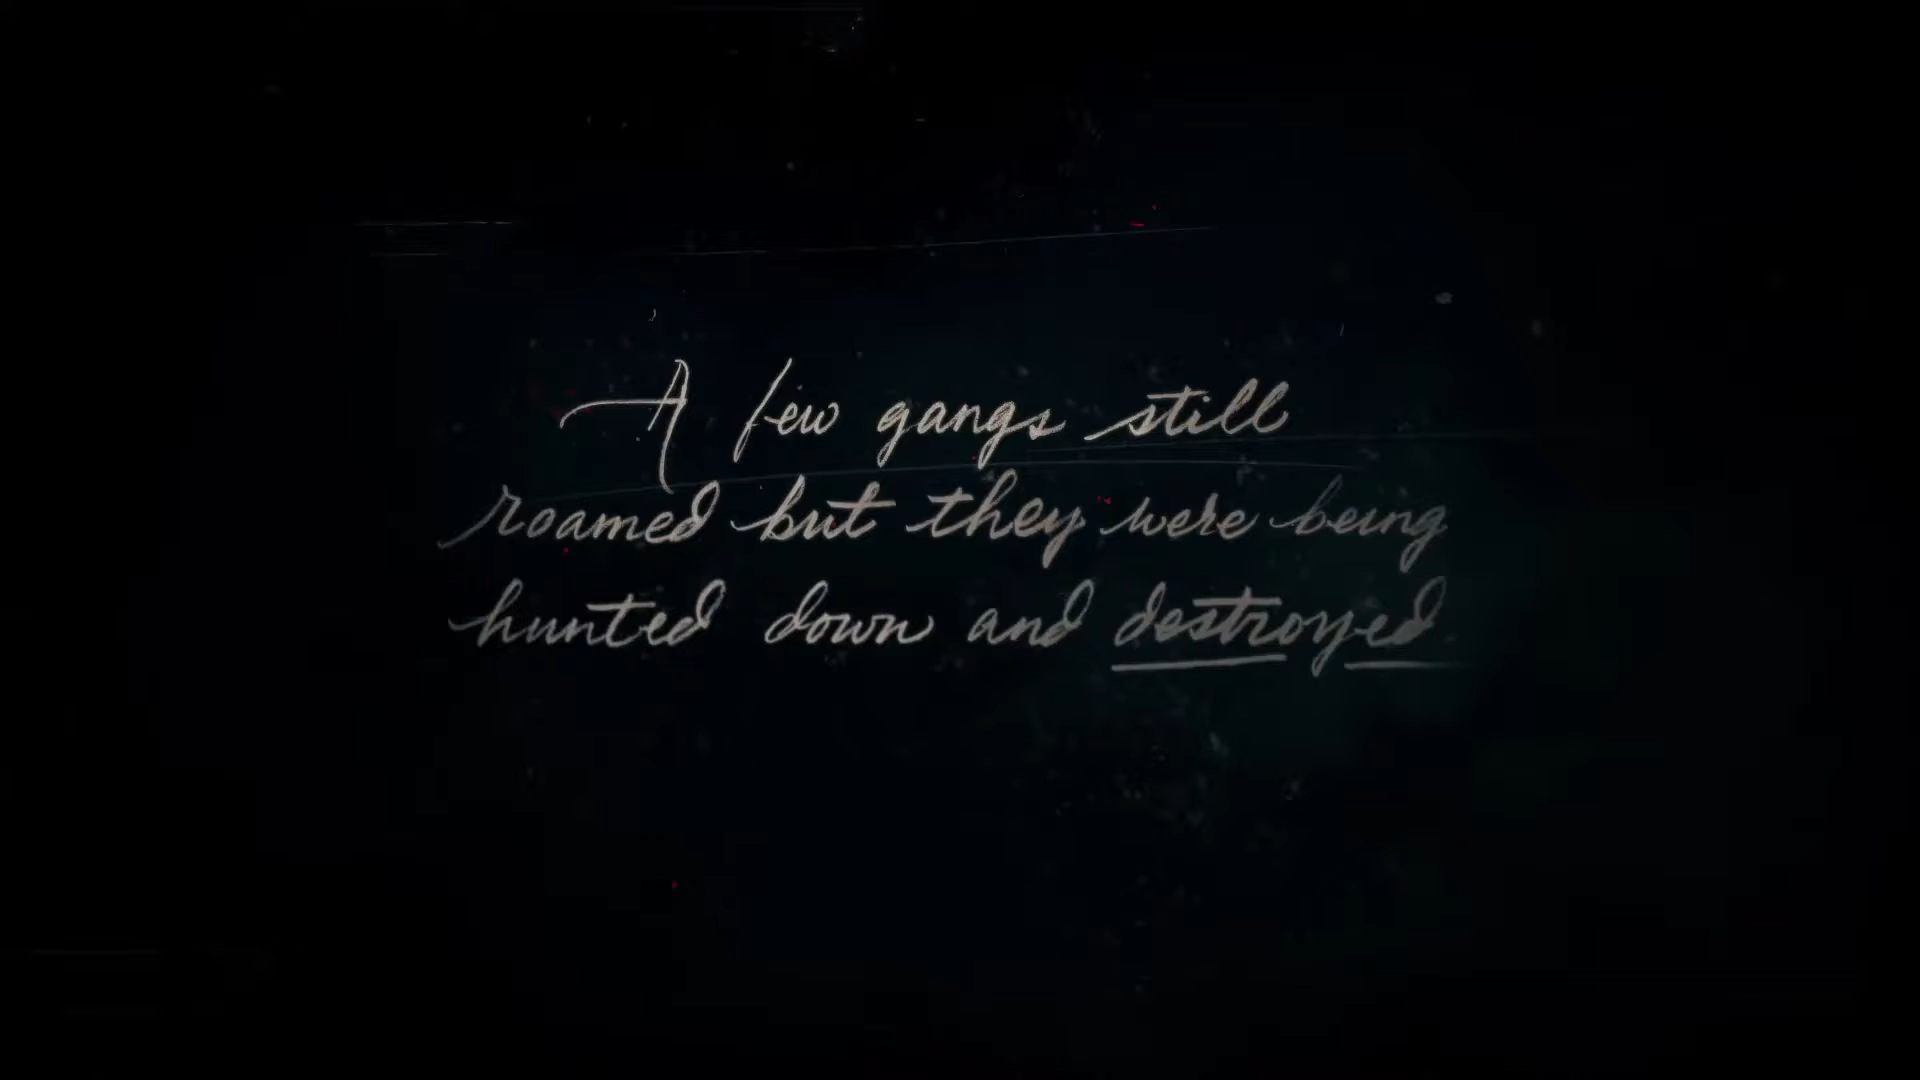 A few gangs still
roamed but they were being
hunted down and destroyed.